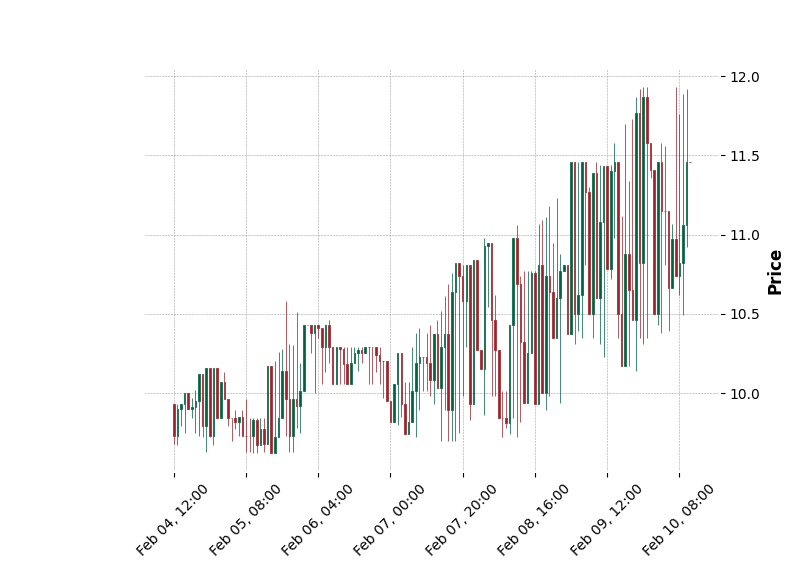 12.0
11.5
11.0
10.5
10.0
Price
Feb 04, 12:00
Feb 05, 08:00
Feb 06, 04:00
Feb 07, 00:00
Feb 07, 20:00
Feb 08, 16:00
Feb 09, 12:00
Feb 10, 08:00